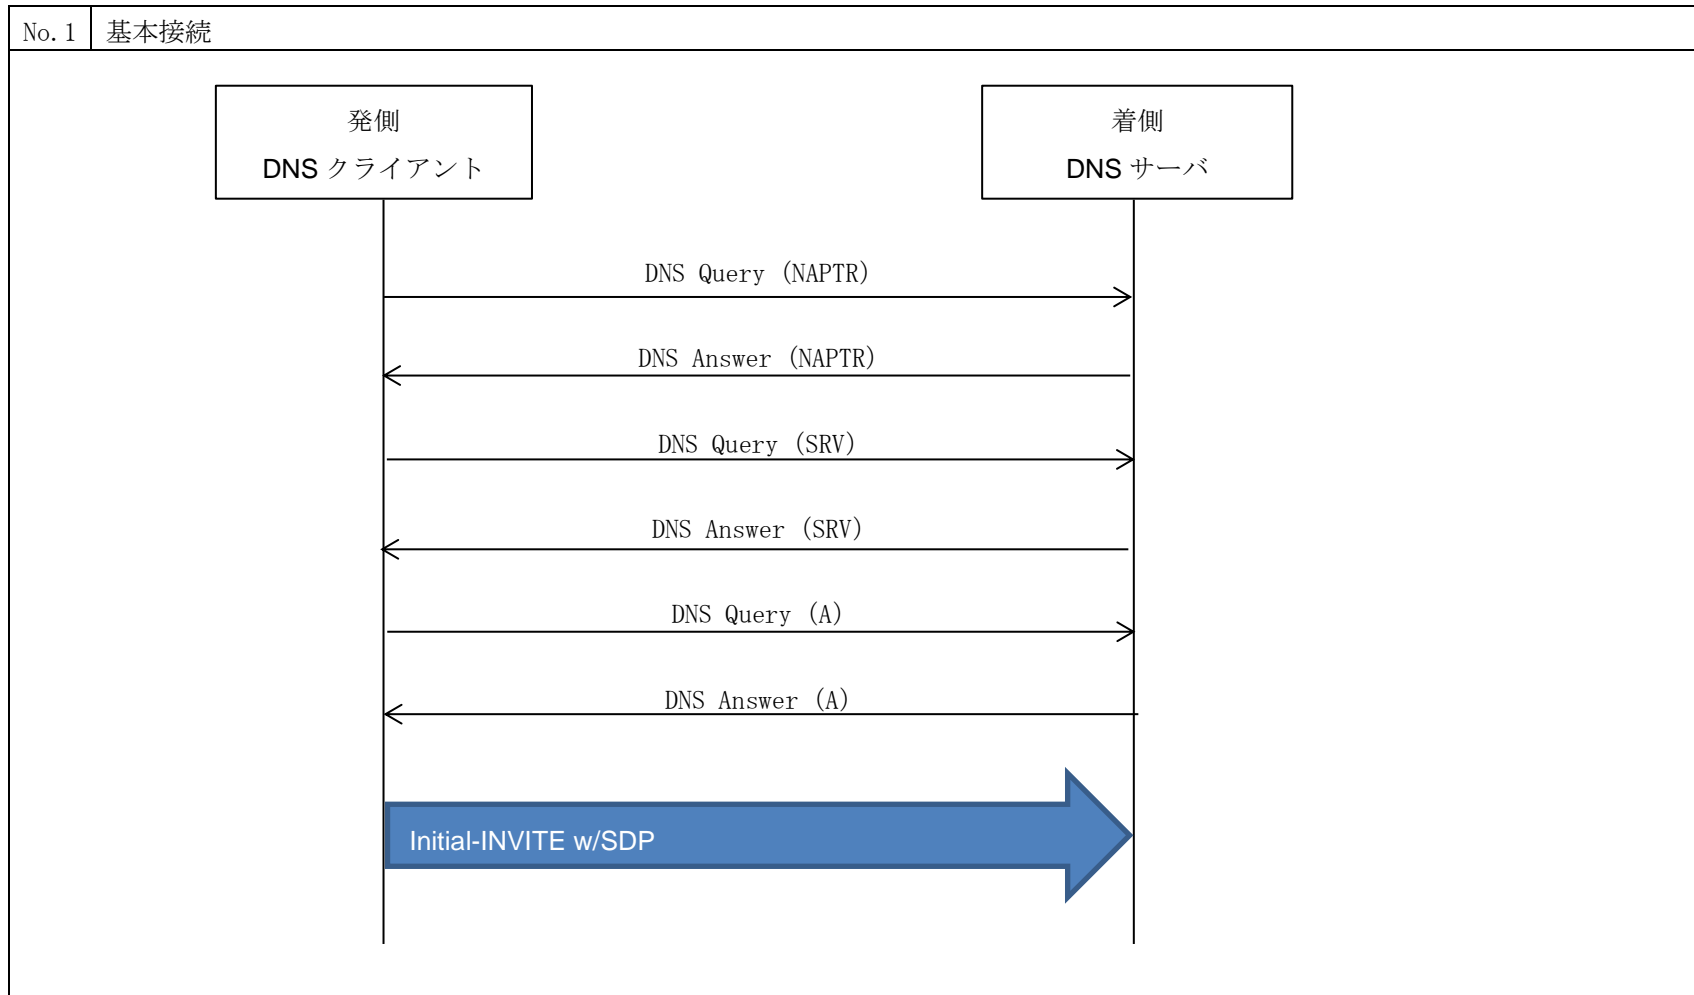 No.1 基本接続
発側
DNS クライアント
着側
DNS サーバ
DNS Query (NAPTR)
DNS Answer (NAPTR)
DNS Query (SRV)
DNS Answer (SRV)
DNS Query (A)
DNS Answer (A)
Initial-INVITE w/SDP